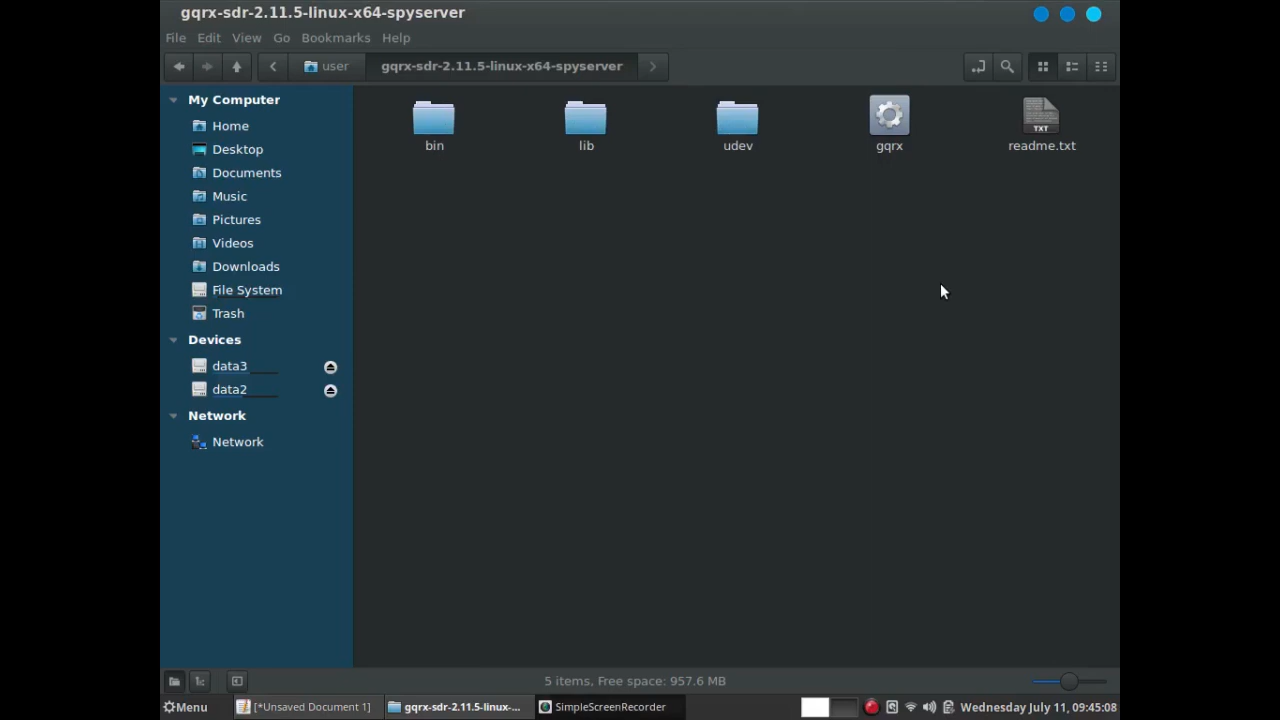 gqrx-sdr-2.11.5-linux-x64-spyserver
File Edit View Go Bookmarks Help
user gqrx-sdr-2.11.5-linux-x64-spyserver
My Computer
Home
Desktop
Documents
Music
Pictures
Videos
Downloads
File System
Trash
Devices
data3
data2
Network
Network
bin lib udev gqrx readme.txt
TXT
5 items, Free space: 957.6 MB
Menu [*Unsaved Document 1] gqrx-sdr-2.11.5-linux-... SimpleScreenRecorder Wednesday July 11, 09:45:08